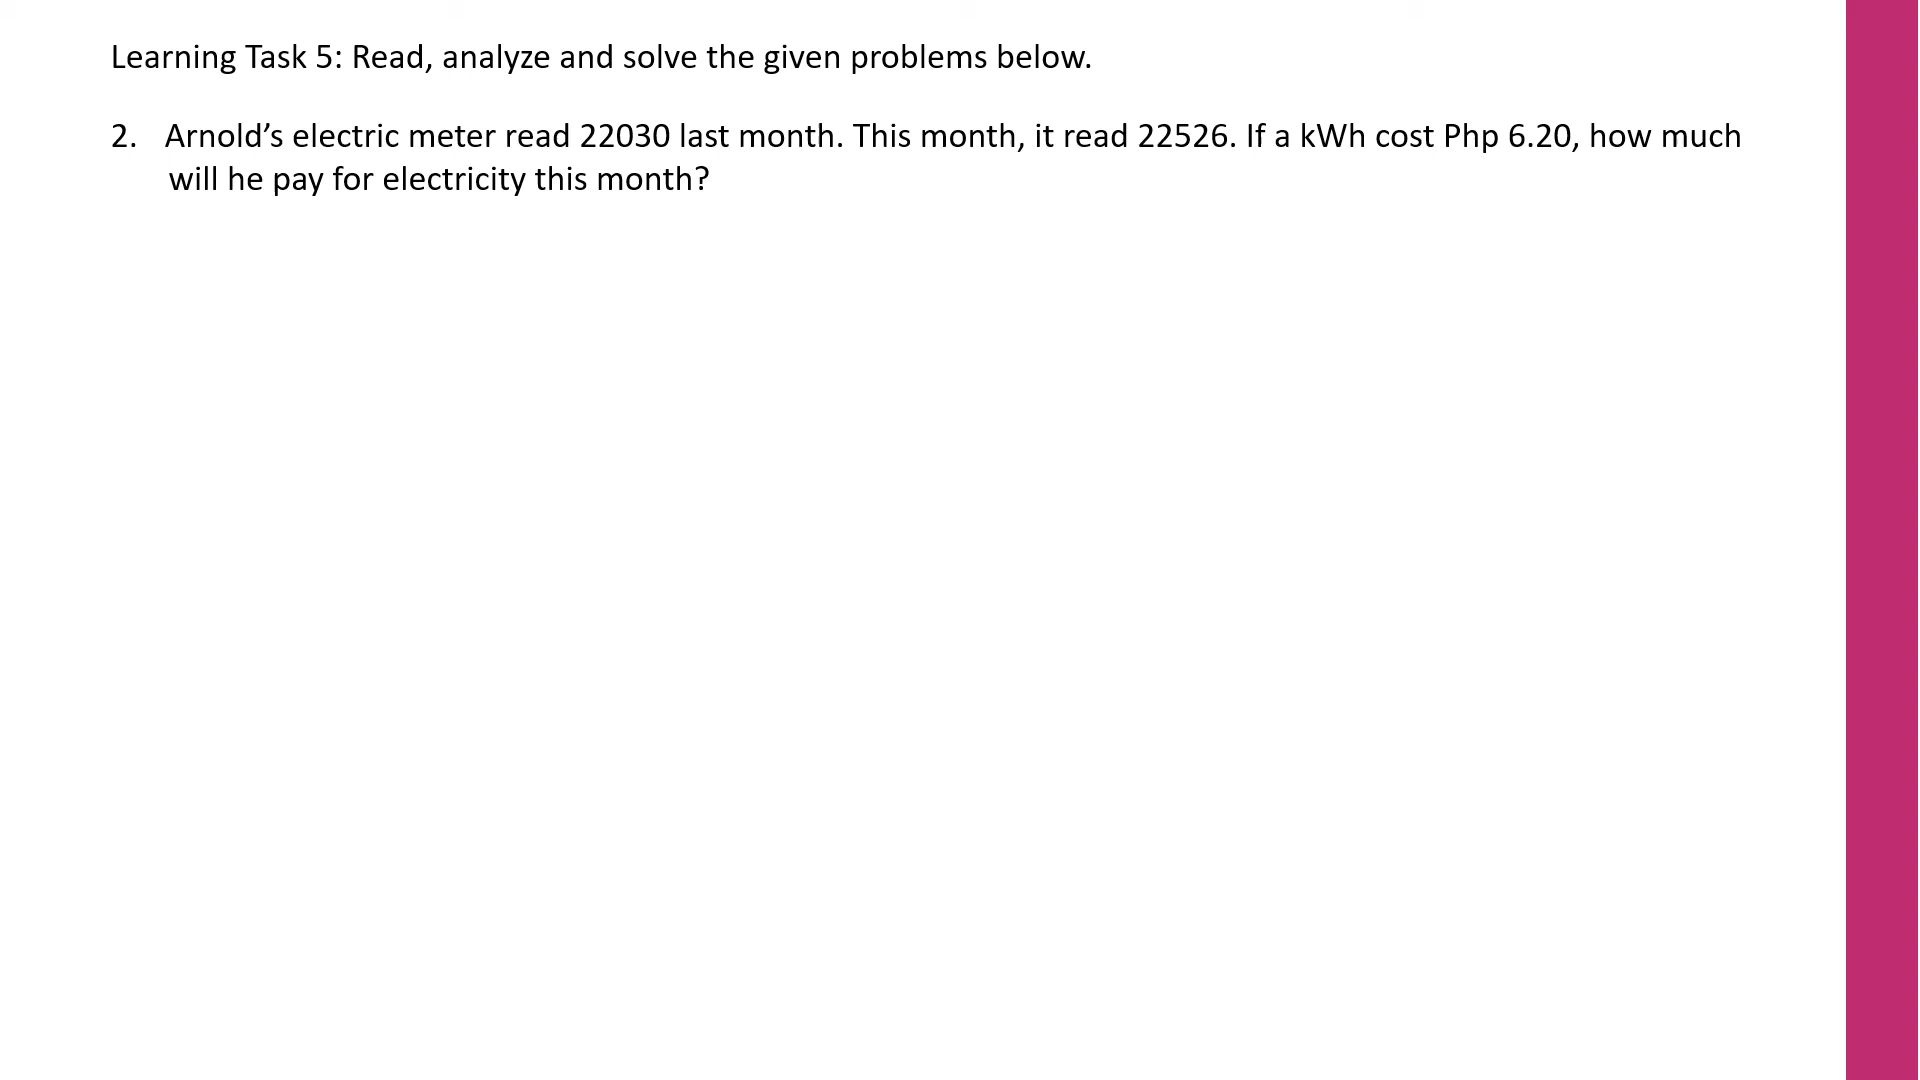 Learning Task 5: Read, analyze and solve the given problems below.
2. Arnold’s electric meter read 22030 last month. This month, it read 22526. If a kWh cost Php 6.20, how much
will he pay for electricity this month?